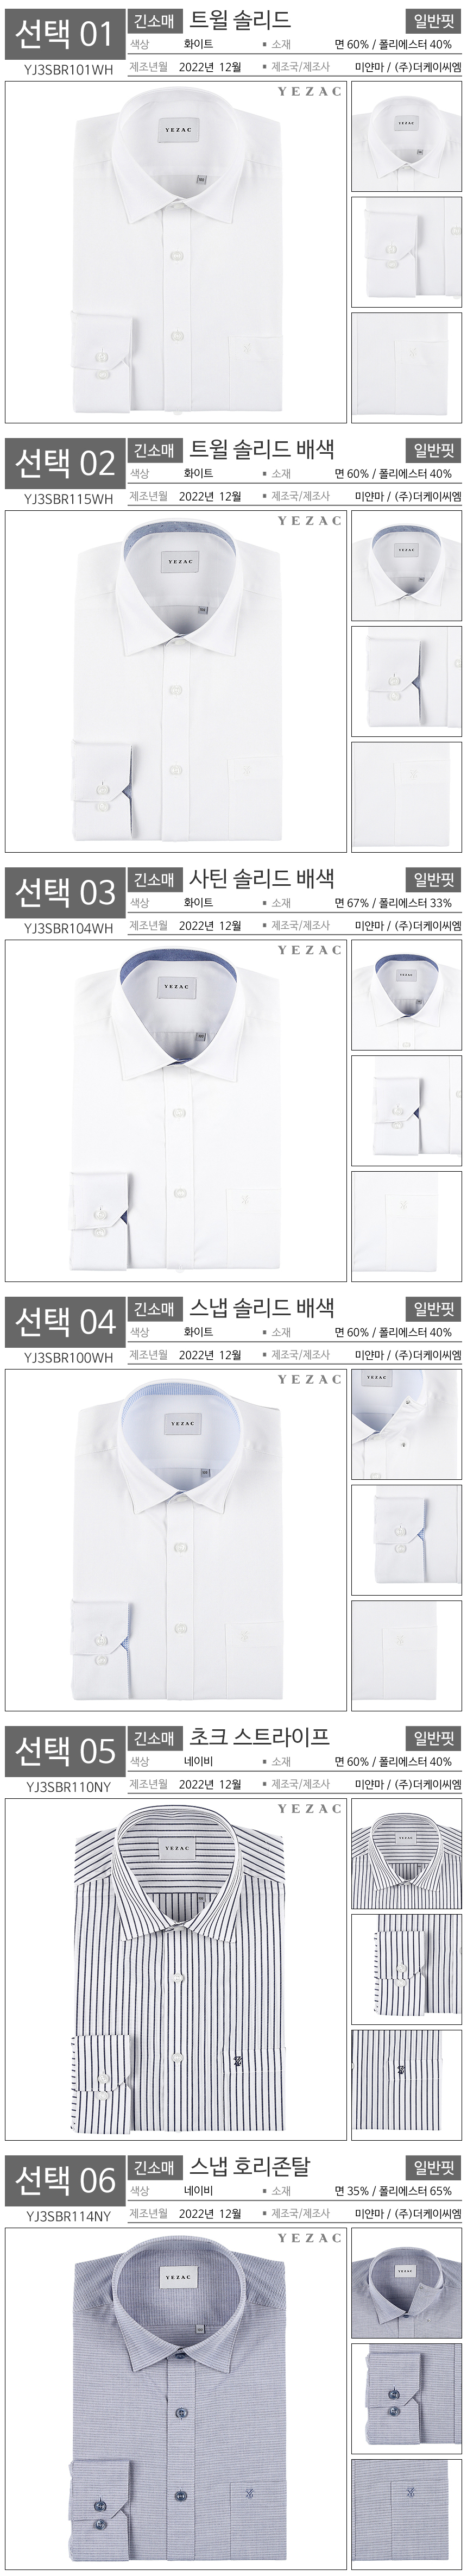 선택 01 긴소매 트윌 솔리드 일반핏
색상 화이트 ▪ 소재 면 60% / 폴리에스터 40%
YJ3SBR101WH 제조년월 2022년 12월 ▪ 제조국/제조사 미얀마 / (주)더케이씨엠
YEZAC
YEZAC
YEZAC
선택 02 긴소매 트윌 솔리드 배색 일반핏
색상 화이트 ▪ 소재 면 60% / 폴리에스터 40%
YJ3SBR115WH 제조년월 2022년 12월 ▪ 제조국/제조사 미얀마 / (주)더케이씨엠
YEZAC
YEZAC
YEZAC
선택 03 긴소매 사틴 솔리드 배색 일반핏
색상 화이트 ▪ 소재 면 67% / 폴리에스터 33%
YJ3SBR104WH 제조년월 2022년 12월 ▪ 제조국/제조사 미얀마 / (주)더케이씨엠
YEZAC
YEZAC
YEZAC
선택 04 긴소매 스냅 솔리드 배색 일반핏
색상 화이트 ▪ 소재 면 60% / 폴리에스터 40%
YJ3SBR100WH 제조년월 2022년 12월 ▪ 제조국/제조사 미얀마 / (주)더케이씨엠
YEZAC
YEZAC
YEZAC
선택 05 긴소매 초크 스트라이프 일반핏
색상 네이비 ▪ 소재 면 60% / 폴리에스터 40%
YJ3SBR110NY 제조년월 2022년 12월 ▪ 제조국/제조사 미얀마 / (주)더케이씨엠
YEZAC
YEZAC
YEZAC
선택 06 긴소매 스냅 호리존탈 일반핏
색상 네이비 ▪ 소재 면 35% / 폴리에스터 65%
YJ3SBR114NY 제조년월 2022년 12월 ▪ 제조국/제조사 미얀마 / (주)더케이씨엠
YEZAC
YEZAC
YEZAC